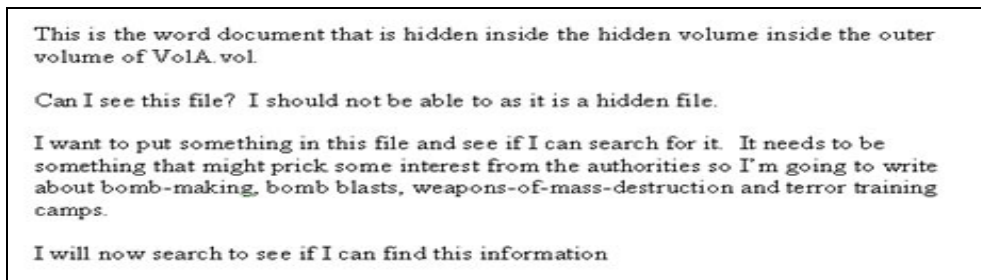 This is the word document that is hidden inside the hidden volume inside the outer
volume of VolA.vol.
Can I see this file?  I should not be able to as it is a hidden file.
I want to put something in this file and see if I can search for it.  It needs to be
something that might prick some interest from the authorities so I'm going to write
about bomb-making, bomb blasts, weapons-of-mass-destruction and terror training
camps.
I will now search to see if I can find this information